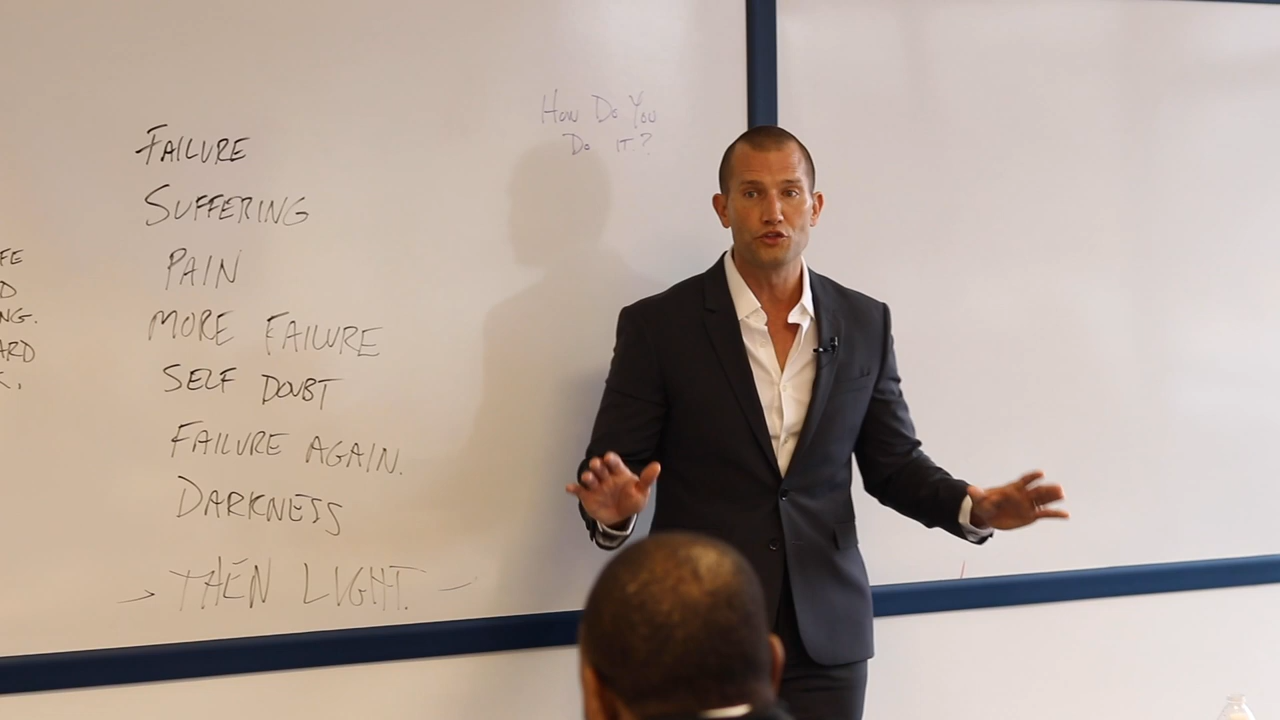 FAILURE
SUFFERING
PAIN
MORE FAILURE
SELF DOUBT
FAILURE AGAIN.
DARKNESS
THEN LIGHT.
How Do You
Do iT?